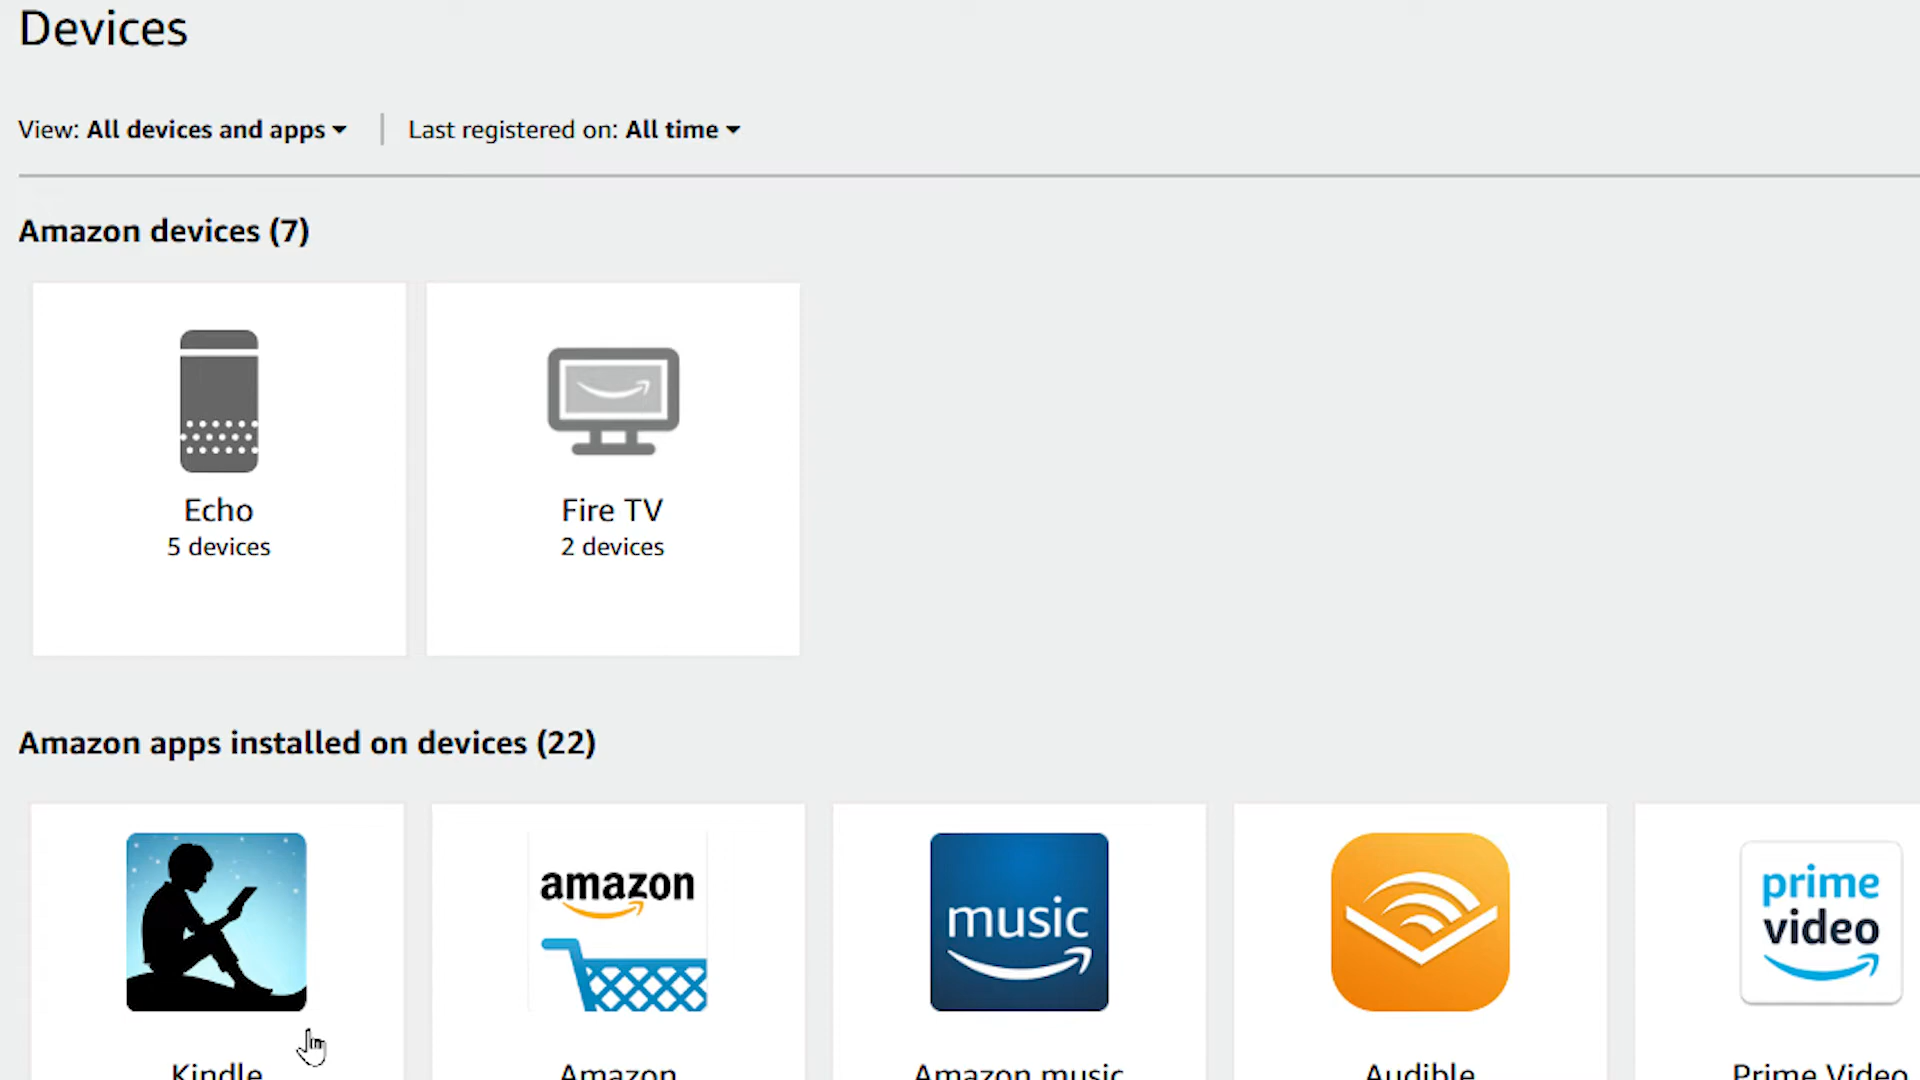 Devices
View: All devices and apps
Last registered on: All time
Amazon devices (7)
Echo
5 devices
Fire TV
2 devices
Amazon apps installed on devices (22)
amazon
music
prime
video
Kindle
Amazon
Amazon music
Audible
Prime Video